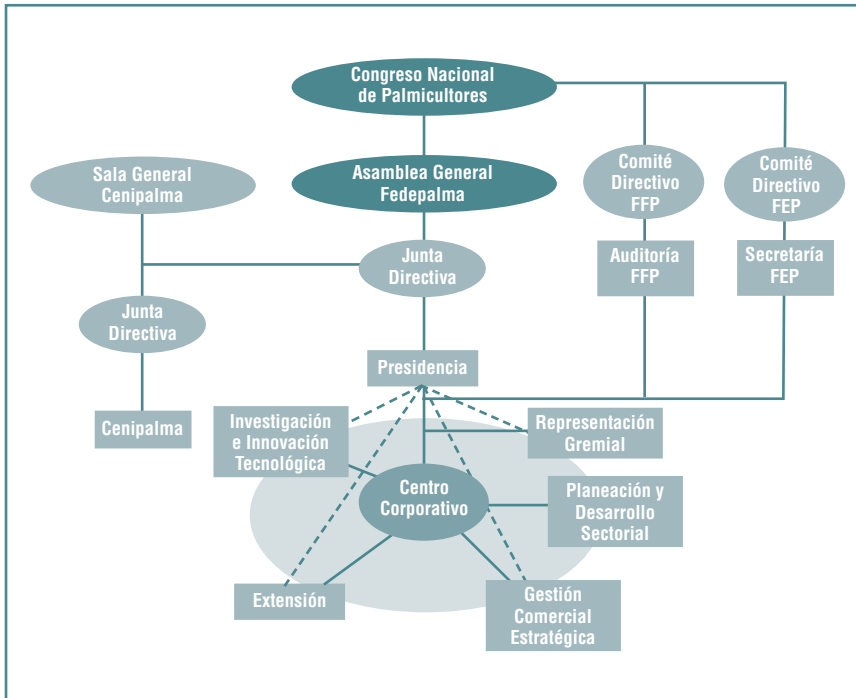 Congreso Nacional
de Palmicultores
Sala General
Cenipalma
Asamblea General
Fedepalma
Comité
Directivo
FFP
Comité
Directivo
FEP
Junta
Directiva
Auditoría
FFP
Secretaría
FEP
Junta
Directiva
Presidencia
Cenipalma
Investigación
e Innovación
Tecnológica
Representación
Gremial
Centro
Corporativo
Planeación y
Desarrollo
Sectorial
Extensión
Gestión
Comercial
Estratégica